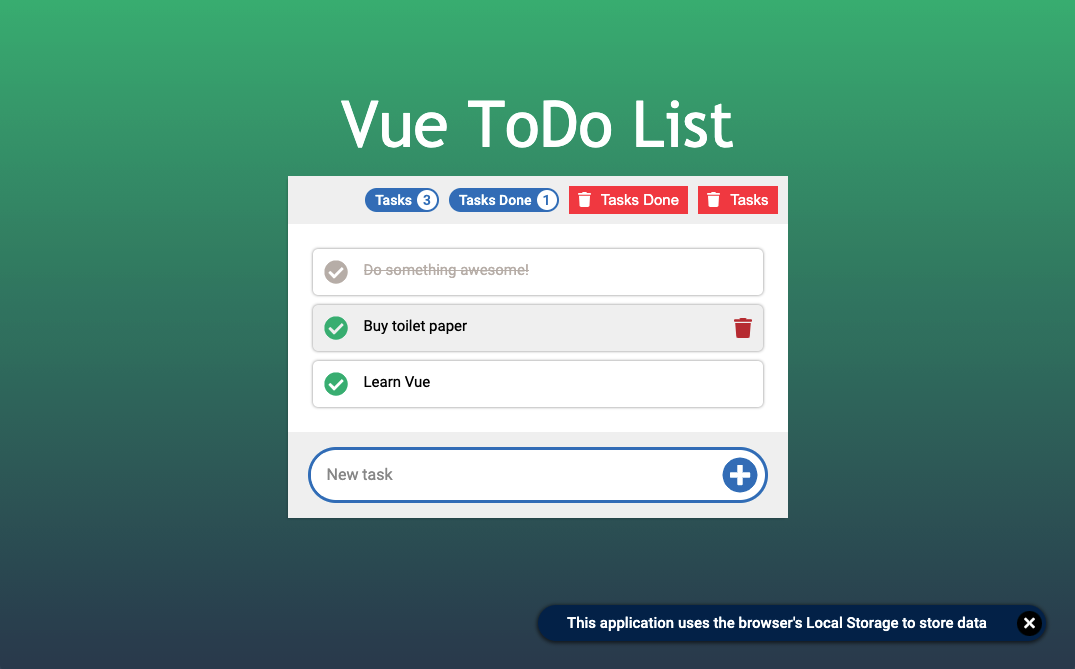 Vue ToDo List
Tasks 3 Tasks Done 1 Tasks Done Tasks
Do something awesome!
Buy toilet paper
Learn Vue
New task
This application uses the browser's Local Storage to store data